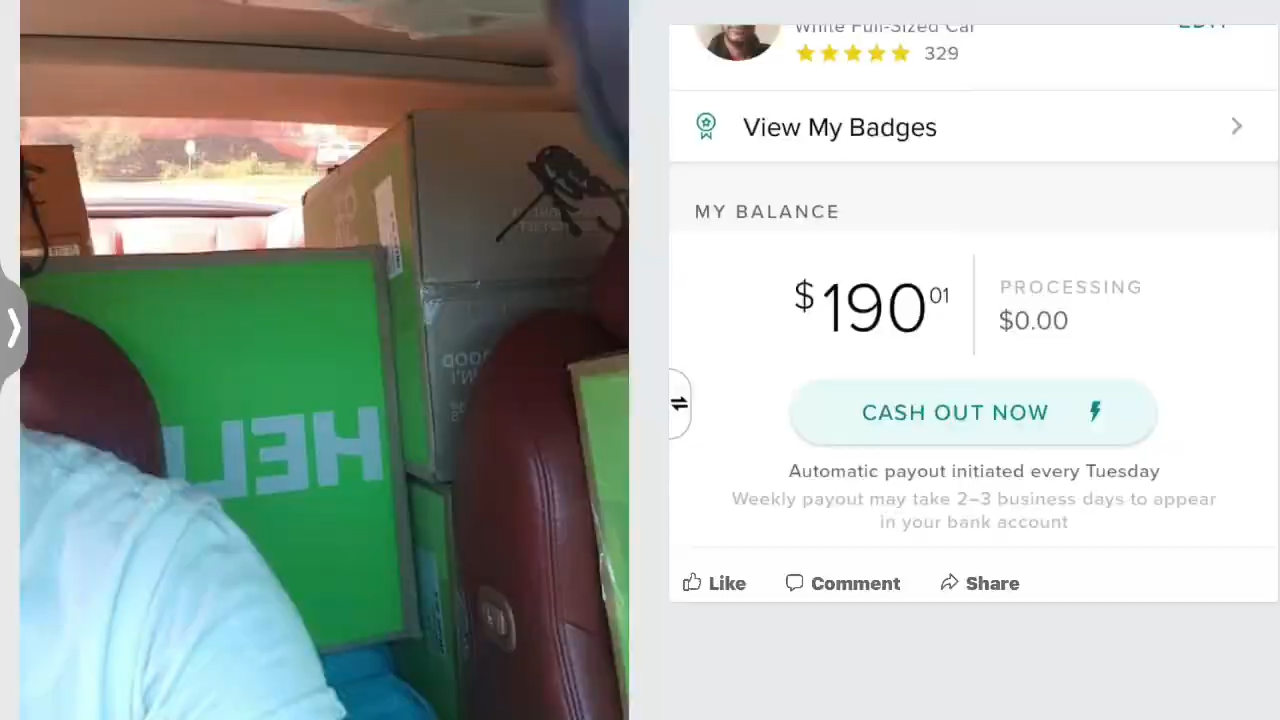 HELL
White Full-Sized Car
EDIT
329
View My Badges
MY BALANCE
$190 01
PROCESSING
$0.00
CASH OUT NOW
Automatic payout initiated every Tuesday
Weekly payout may take 2–3 business days to appear
in your bank account
Like
Comment
Share